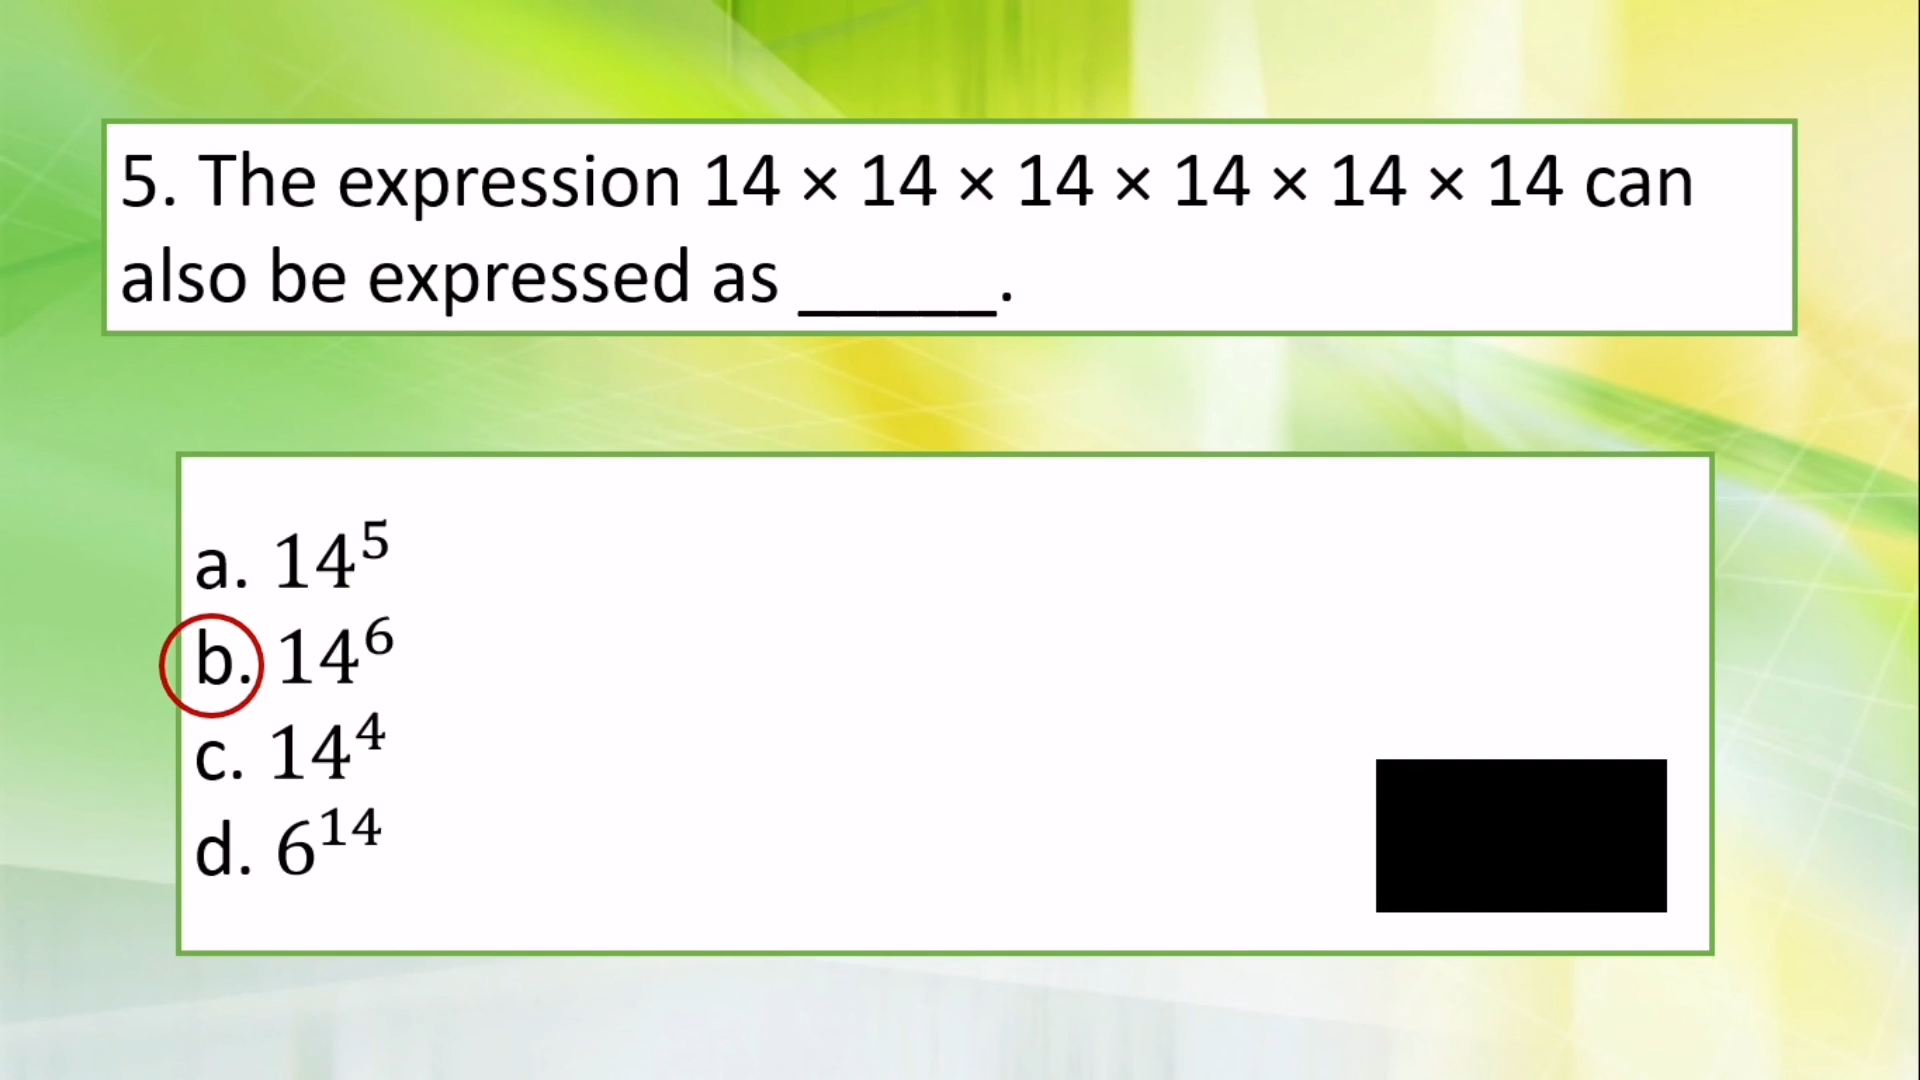 5. The expression 14 × 14 × 14 × 14 × 14 × 14 can
also be expressed as _____.
a. 14⁵
b. 14⁶
c. 14⁴
d. 6¹⁴